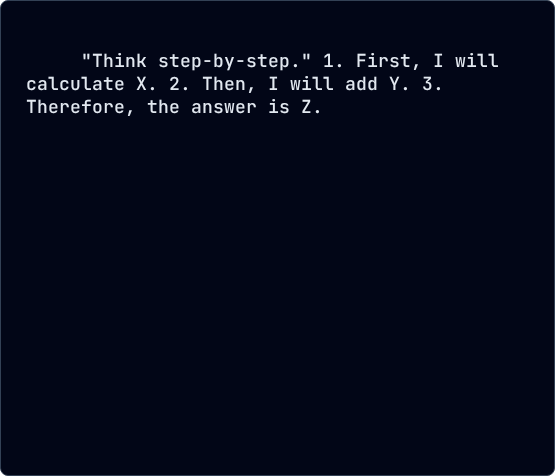 "Think step-by-step." 1. First, I will
calculate X. 2. Then, I will add Y. 3.
Therefore, the answer is Z.